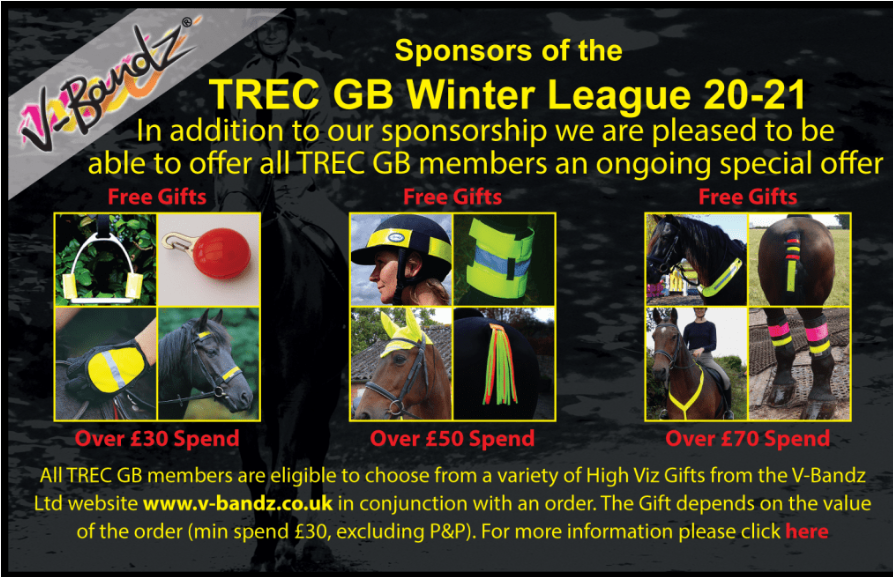 V-Bandz®
Sponsors of the
TREC GB Winter League 20-21
In addition to our sponsorship we are pleased to be
able to offer all TREC GB members an ongoing special offer
Free Gifts
Free Gifts
Free Gifts
Over £30 Spend
Over £50 Spend
Over £70 Spend
All TREC GB members are eligible to choose from a variety of High Viz Gifts from the V-Bandz
Ltd website www.v-bandz.co.uk in conjunction with an order. The Gift depends on the value
of the order (min spend £30, excluding P&P). For more information please click here